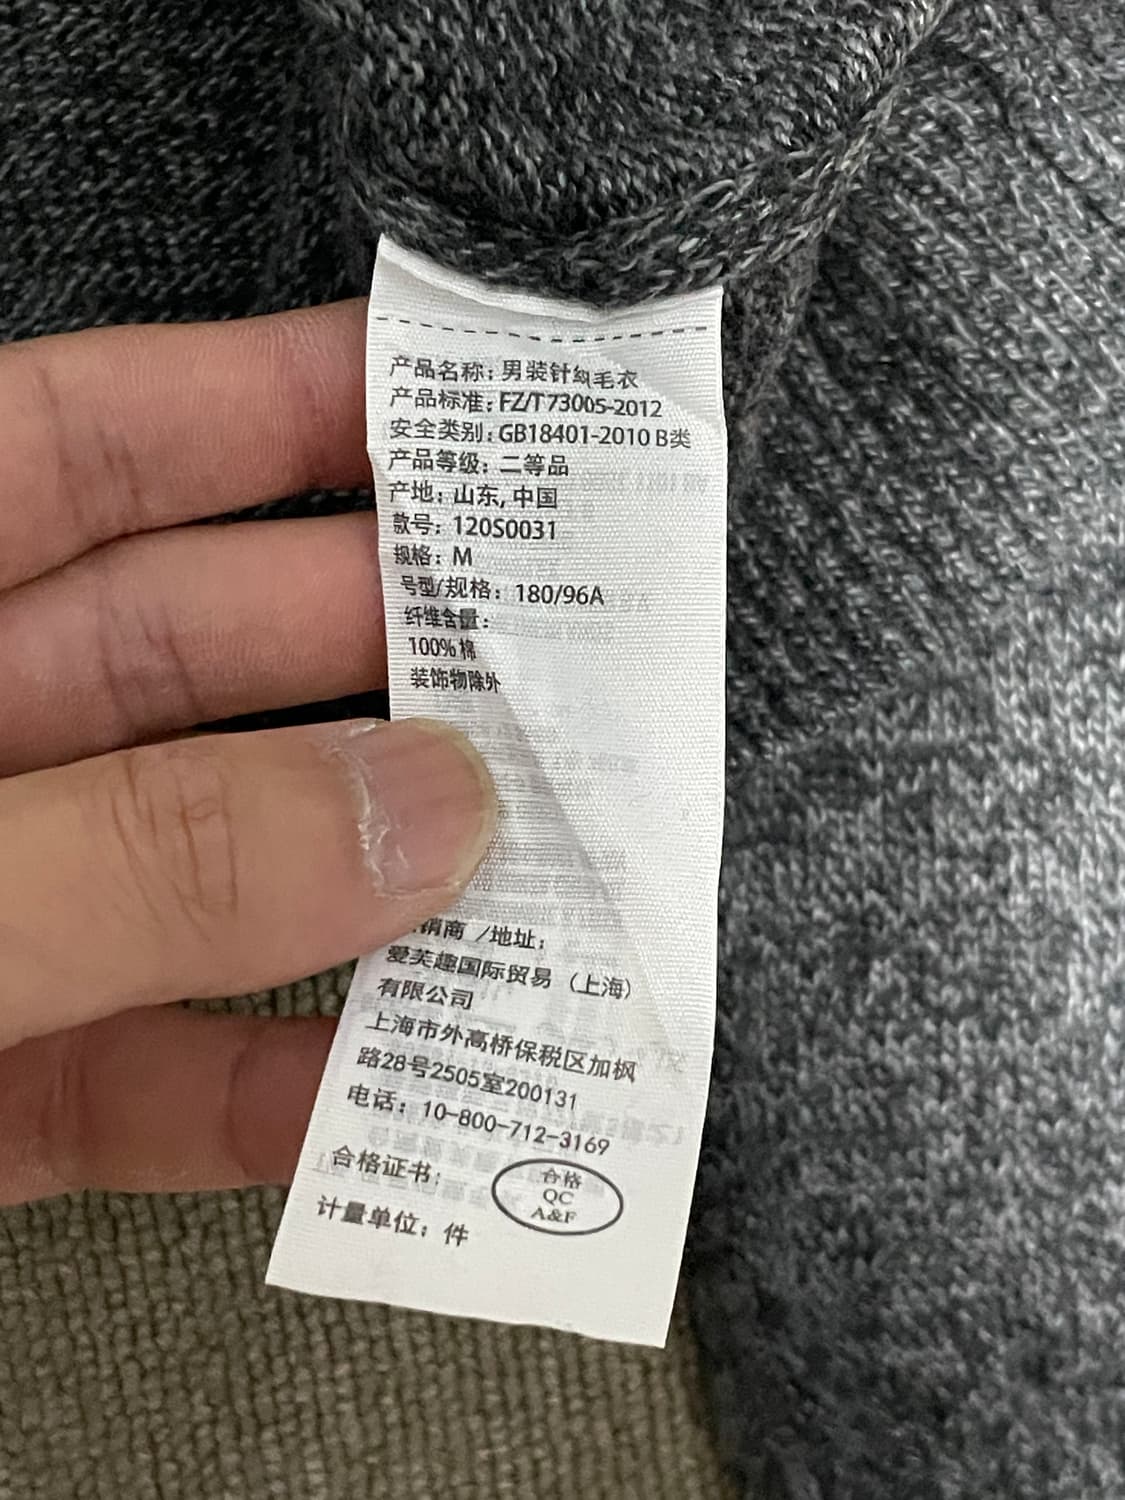 产品名称：男装针织毛衣
产品标准：FZ/T73005-2012
安全类别：GB18401-2010 B类
产品等级：二等品
产地：山东, 中国
款号：120S0031
规格：M
号型/规格：180/96A
纤维含量：
100% 棉
装饰物除外
销商 /地址：
爱芙趣国际贸易（上海）
有限公司
上海市外高桥保税区加枫
路28号2505室200131
电话：10-800-712-3169
合格证书：
合格
QC
A&F
计量单位：件